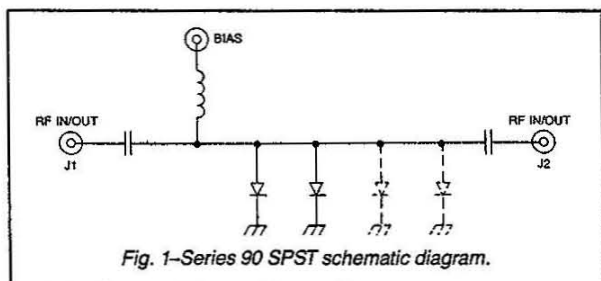 BIAS
RF IN/OUT
RF IN/OUT
J1
J2
Fig. 1–Series 90 SPST schematic diagram.